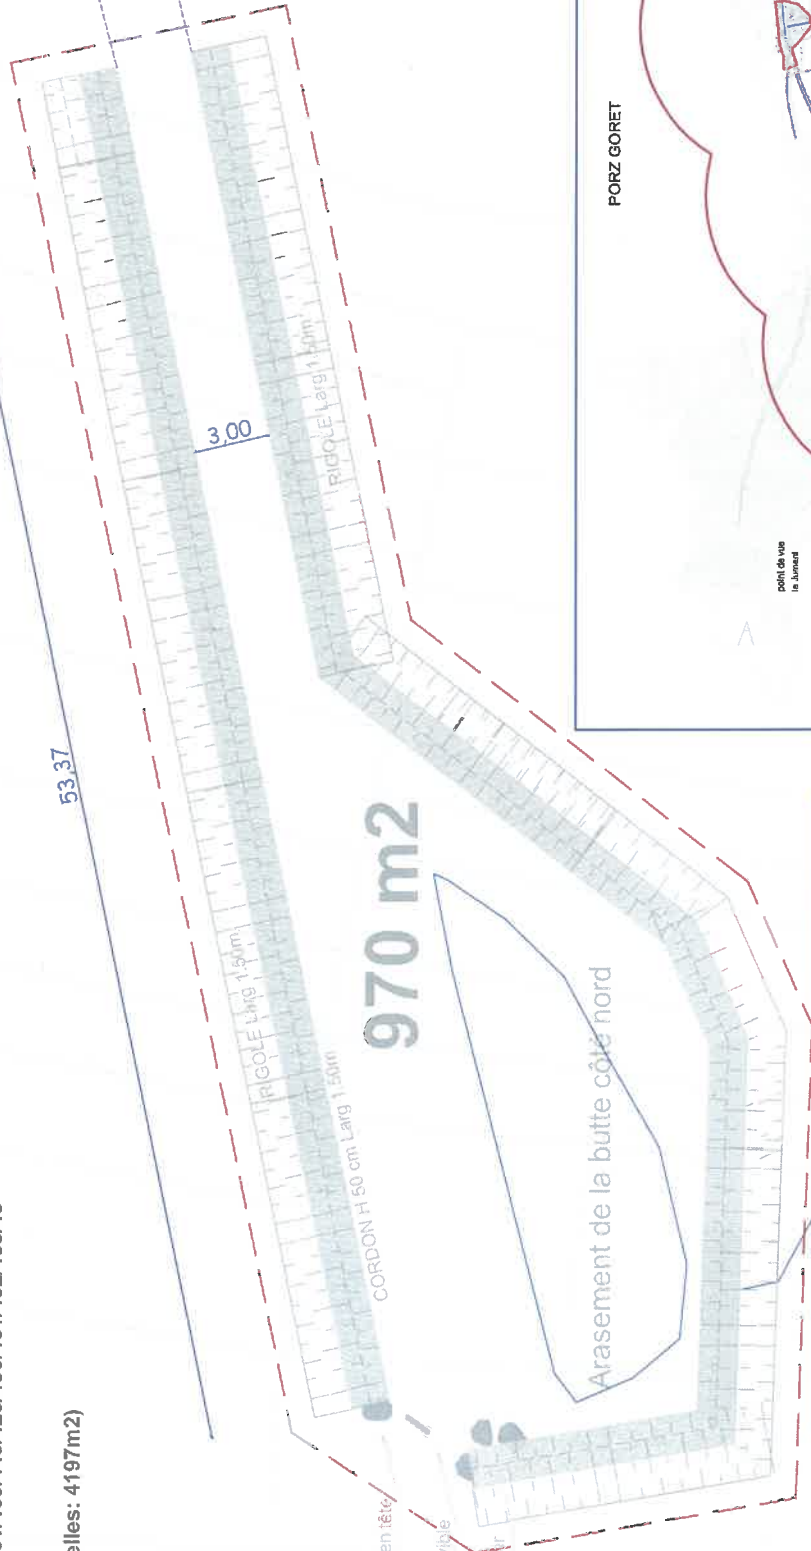 elles: 4197m2)
53,37
3,00
RIGOLE Larg 1.50m
RIGOLE Larg 1.50m
CORDON H 50 cm Larg 1.50m
970 m2
Arasement de la butte côté nord
en tête
PORZ GORET
point de vue
la Jument